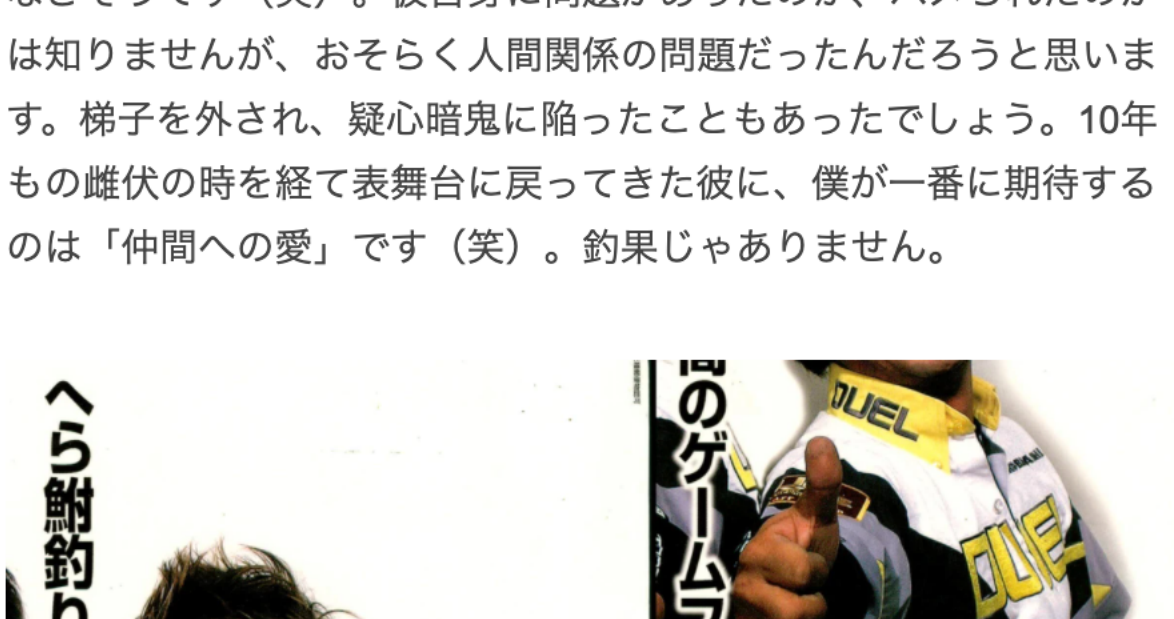 は知りませんが、おそらく人間関係の問題だったんだろうと思いま
す。梯子を外され、疑心暗鬼に陥ったこともあったでしょう。10年
もの雌伏の時を経て表舞台に戻ってきた彼に、僕が一番に期待する
のは「仲間への愛」です（笑）。釣果じゃありません。
へら鮒釣り
間のゲームフ
DUEL
DUEL